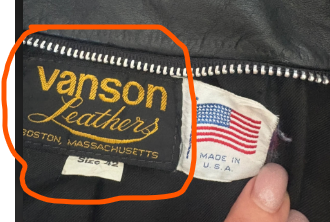 vanson
Leathers
BOSTON, MASSACHUSETTS
Size 42
MADE IN
U.S.A.